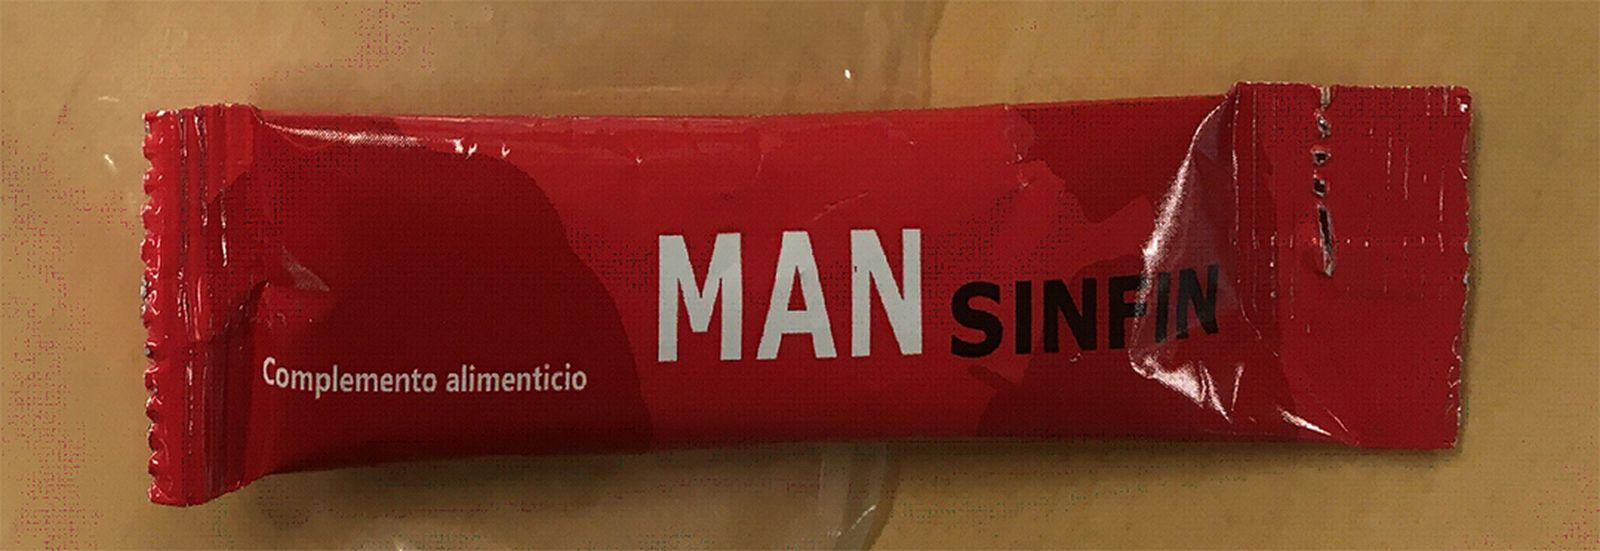 MAN SINFIN
Complemento alimenticio